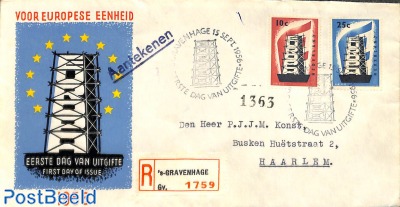 VOOR EUROPESE EENHEID
Aantekenen
'S-GRAVENHAGE 15 SEPT. 1956
EERSTE DAG VAN UITGIFTE
10c
25c
1363
Den Heer P.J.M. Konst,
Busken Huëtstraat 2,
HAARLEM.
EERSTE DAG VAN UITGIFTE
FIRST DAY OF ISSUE
R
's-GRAVENHAGE
Gv. 1759
PostBeeld